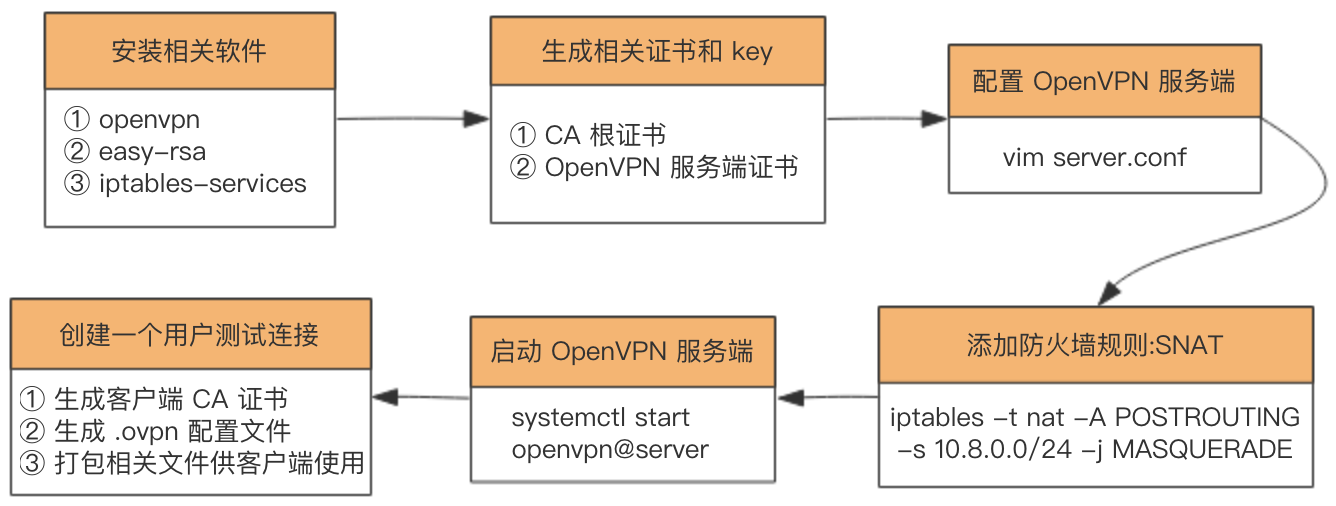 安装相关软件
① openvpn
② easy-rsa
③ iptables-services
生成相关证书和 key
① CA 根证书
② OpenVPN 服务端证书
配置 OpenVPN 服务端
vim server.conf
添加防火墙规则:SNAT
iptables -t nat -A POSTROUTING
-s 10.8.0.0/24 -j MASQUERADE
启动 OpenVPN 服务端
systemctl start
openvpn@server
创建一个用户测试连接
① 生成客户端 CA 证书
② 生成 .ovpn 配置文件
③ 打包相关文件供客户端使用